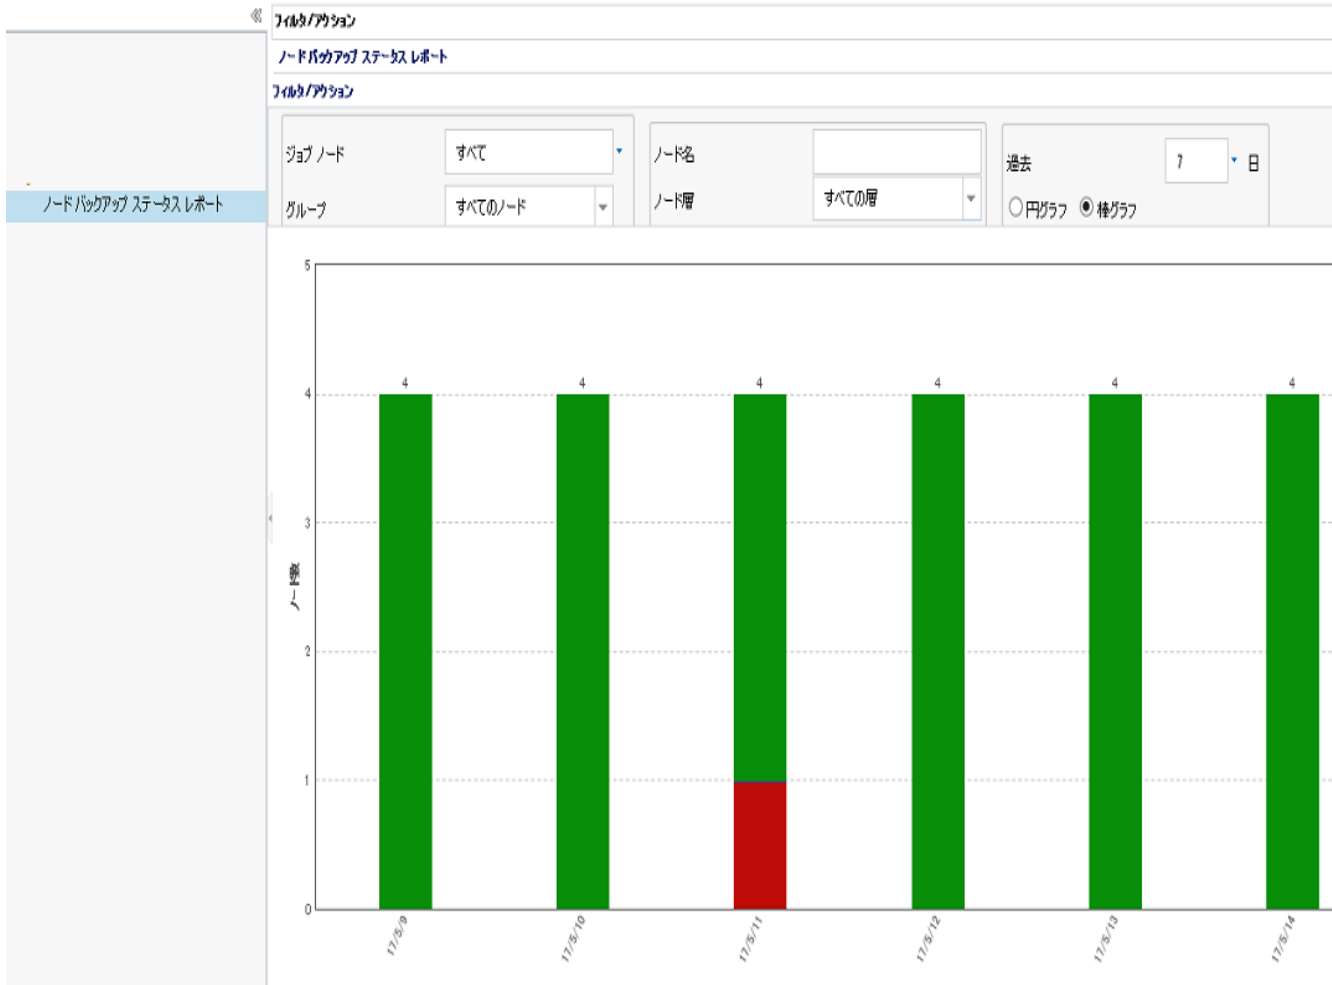 ≪ フィルタ/アクション
ノード バックアップ ステータス レポート
フィルタ/アクション
ジョブ ノード すべて ノード名 過去 7 日
グループ すべてのノード ノード層 すべての層 円グラフ 棒グラフ
ノード バックアップ ステータス レポート
5
4 4 4 4 4 4
4
3
ノード数
2
1
0
17/5/9 17/5/10 17/5/11 17/5/12 17/5/13 17/5/14